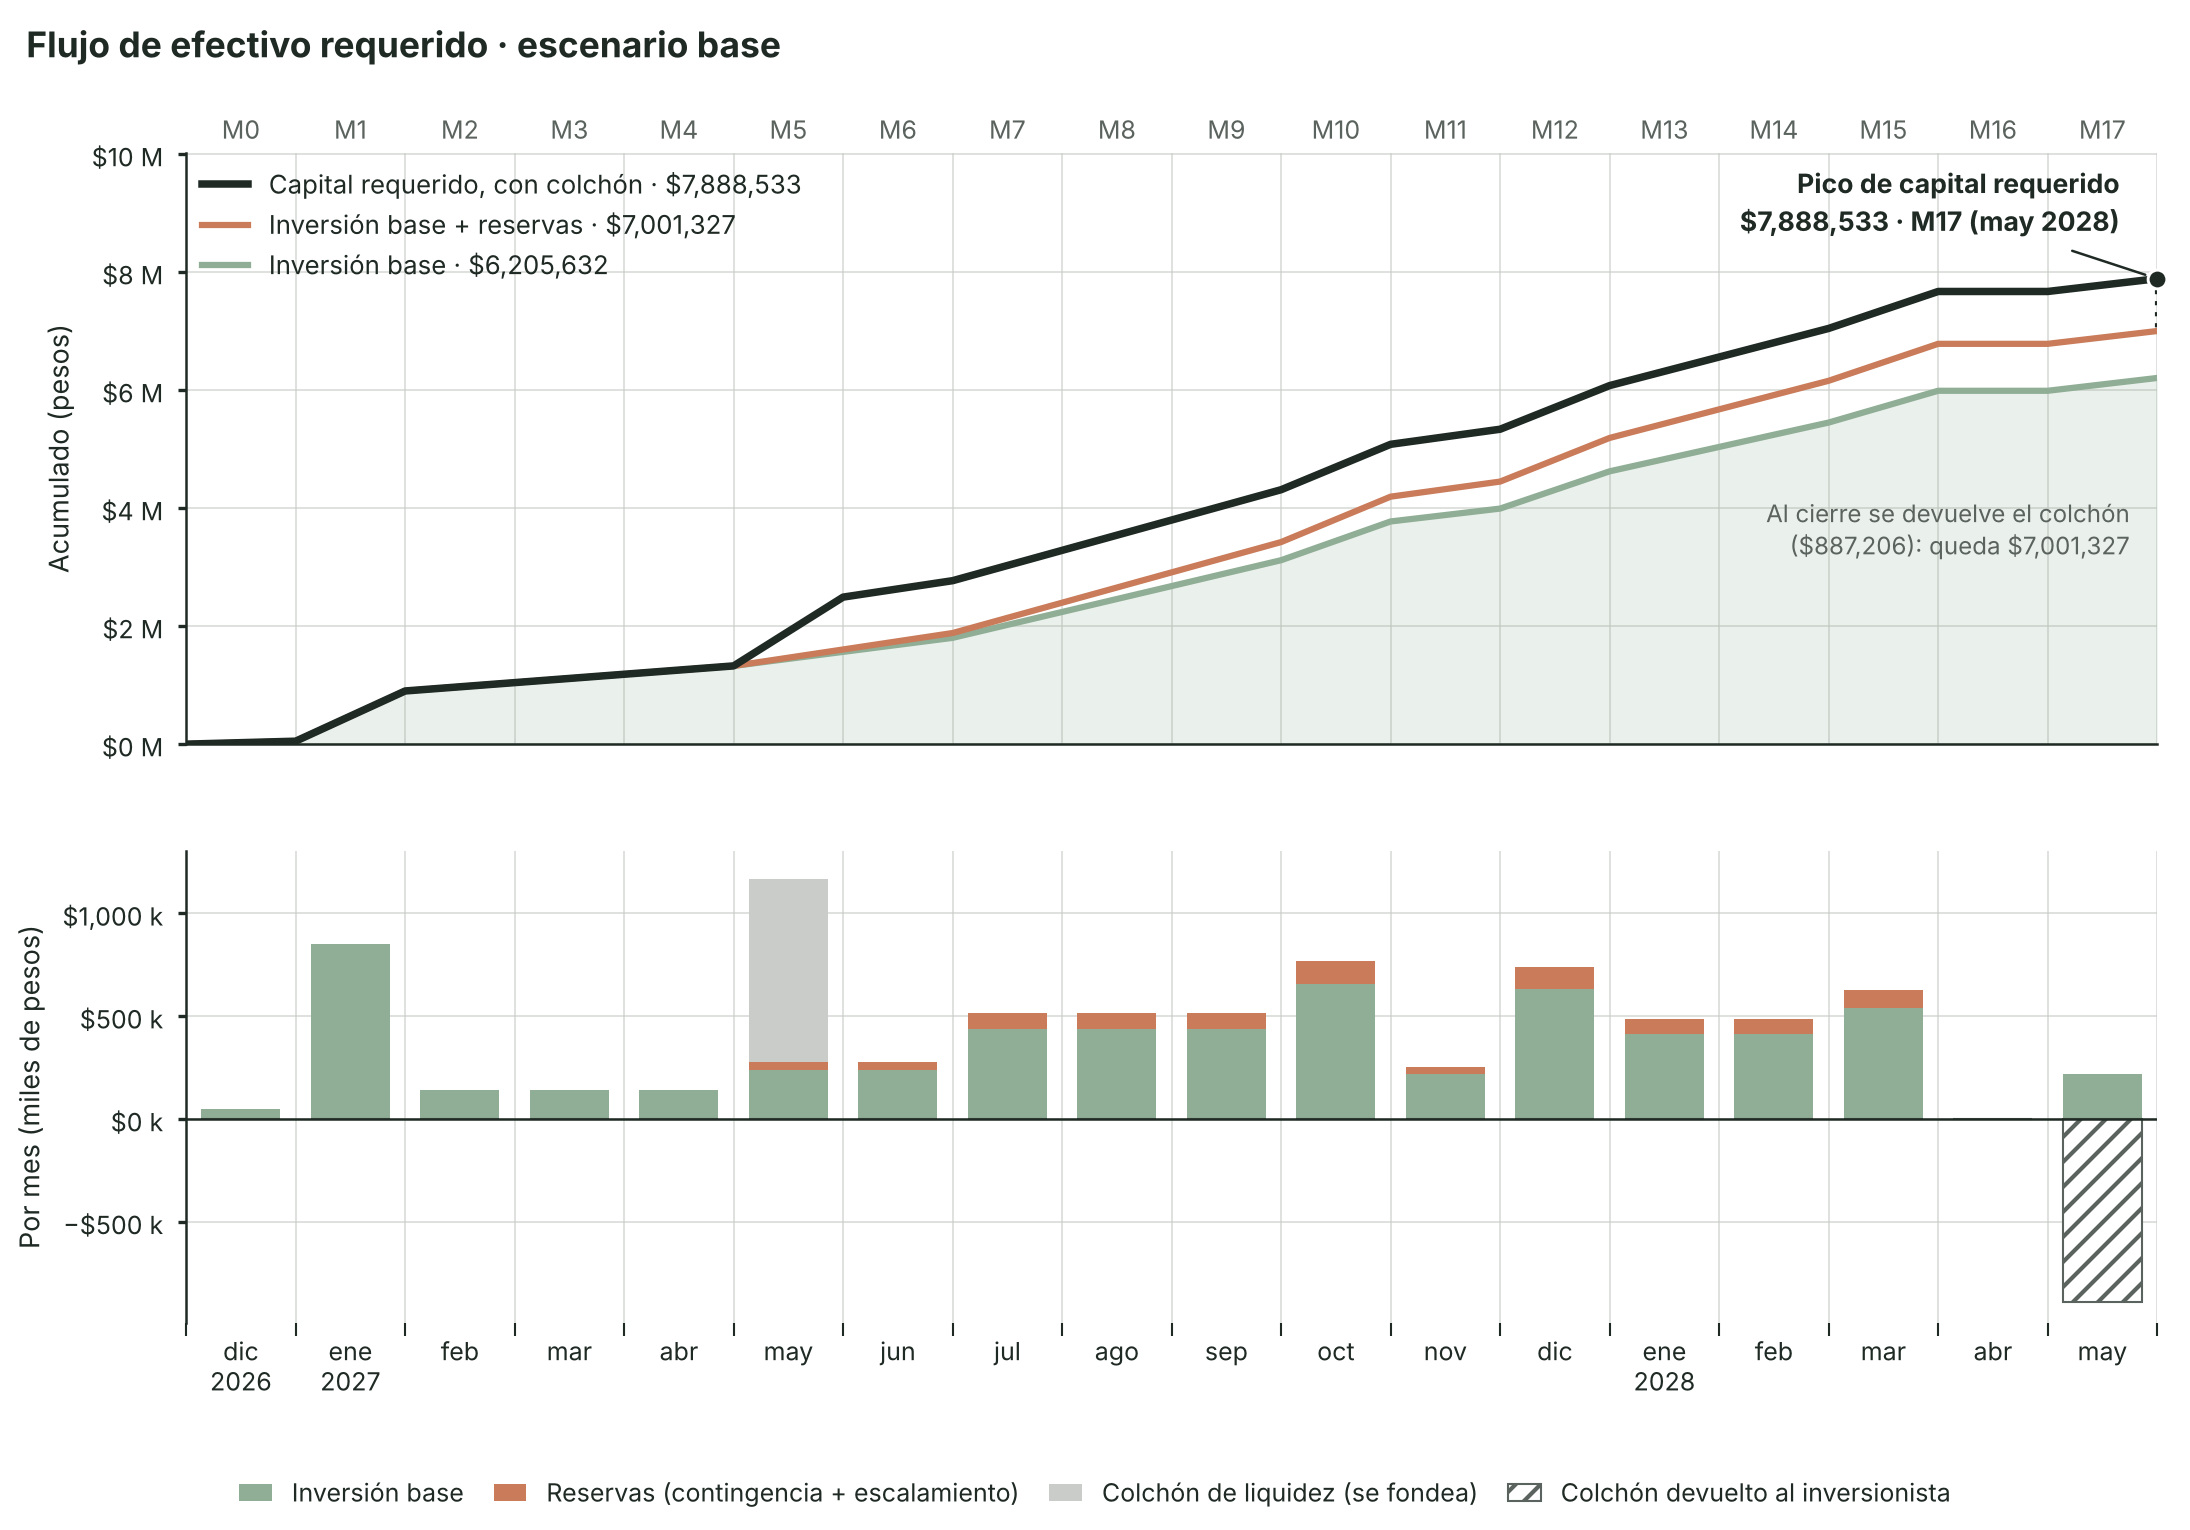 Flujo de efectivo requerido · escenario base
M0 M1 M2 M3 M4 M5 M6 M7 M8 M9 M10 M11 M12 M13 M14 M15 M16 M17
$10 M
$8 M
$6 M
$4 M
$2 M
$0 M
Acumulado (pesos)
Capital requerido, con colchón · $7,888,533
Inversión base + reservas · $7,001,327
Inversión base · $6,205,632
Pico de capital requerido
$7,888,533 · M17 (may 2028)
Al cierre se devuelve el colchón
($887,206): queda $7,001,327
$1,000 k
$500 k
$0 k
−$500 k
Por mes (miles de pesos)
dic ene feb mar abr may jun jul ago sep oct nov dic ene feb mar abr may
2026 2027 2028
Inversión base Reservas (contingencia + escalamiento) Colchón de liquidez (se fondea) Colchón devuelto al inversionista